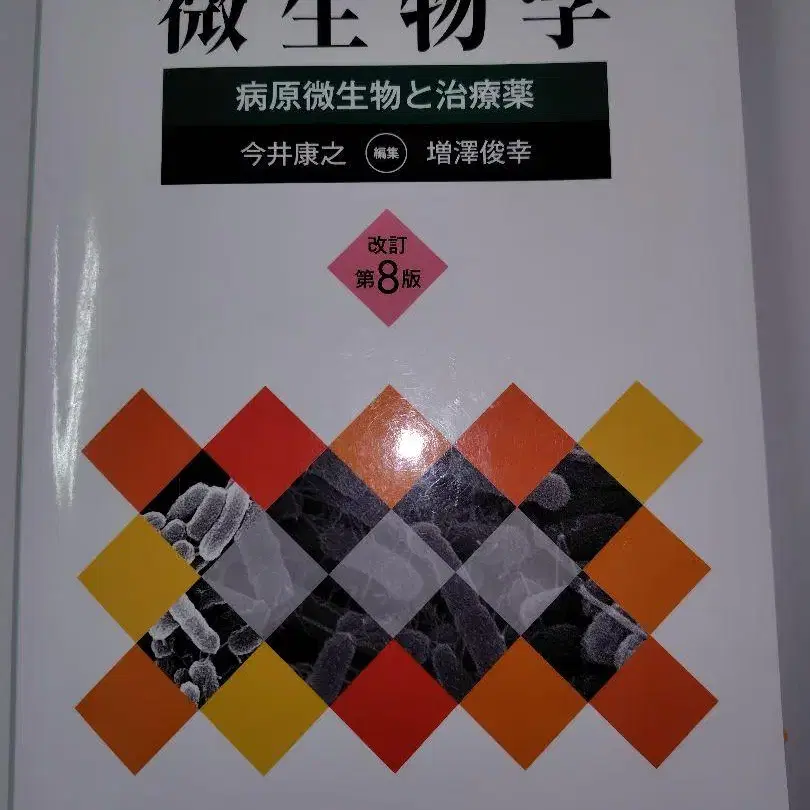 微生物学
病原微生物と治療薬
今井康之 編集 増澤俊幸
改訂
第8版